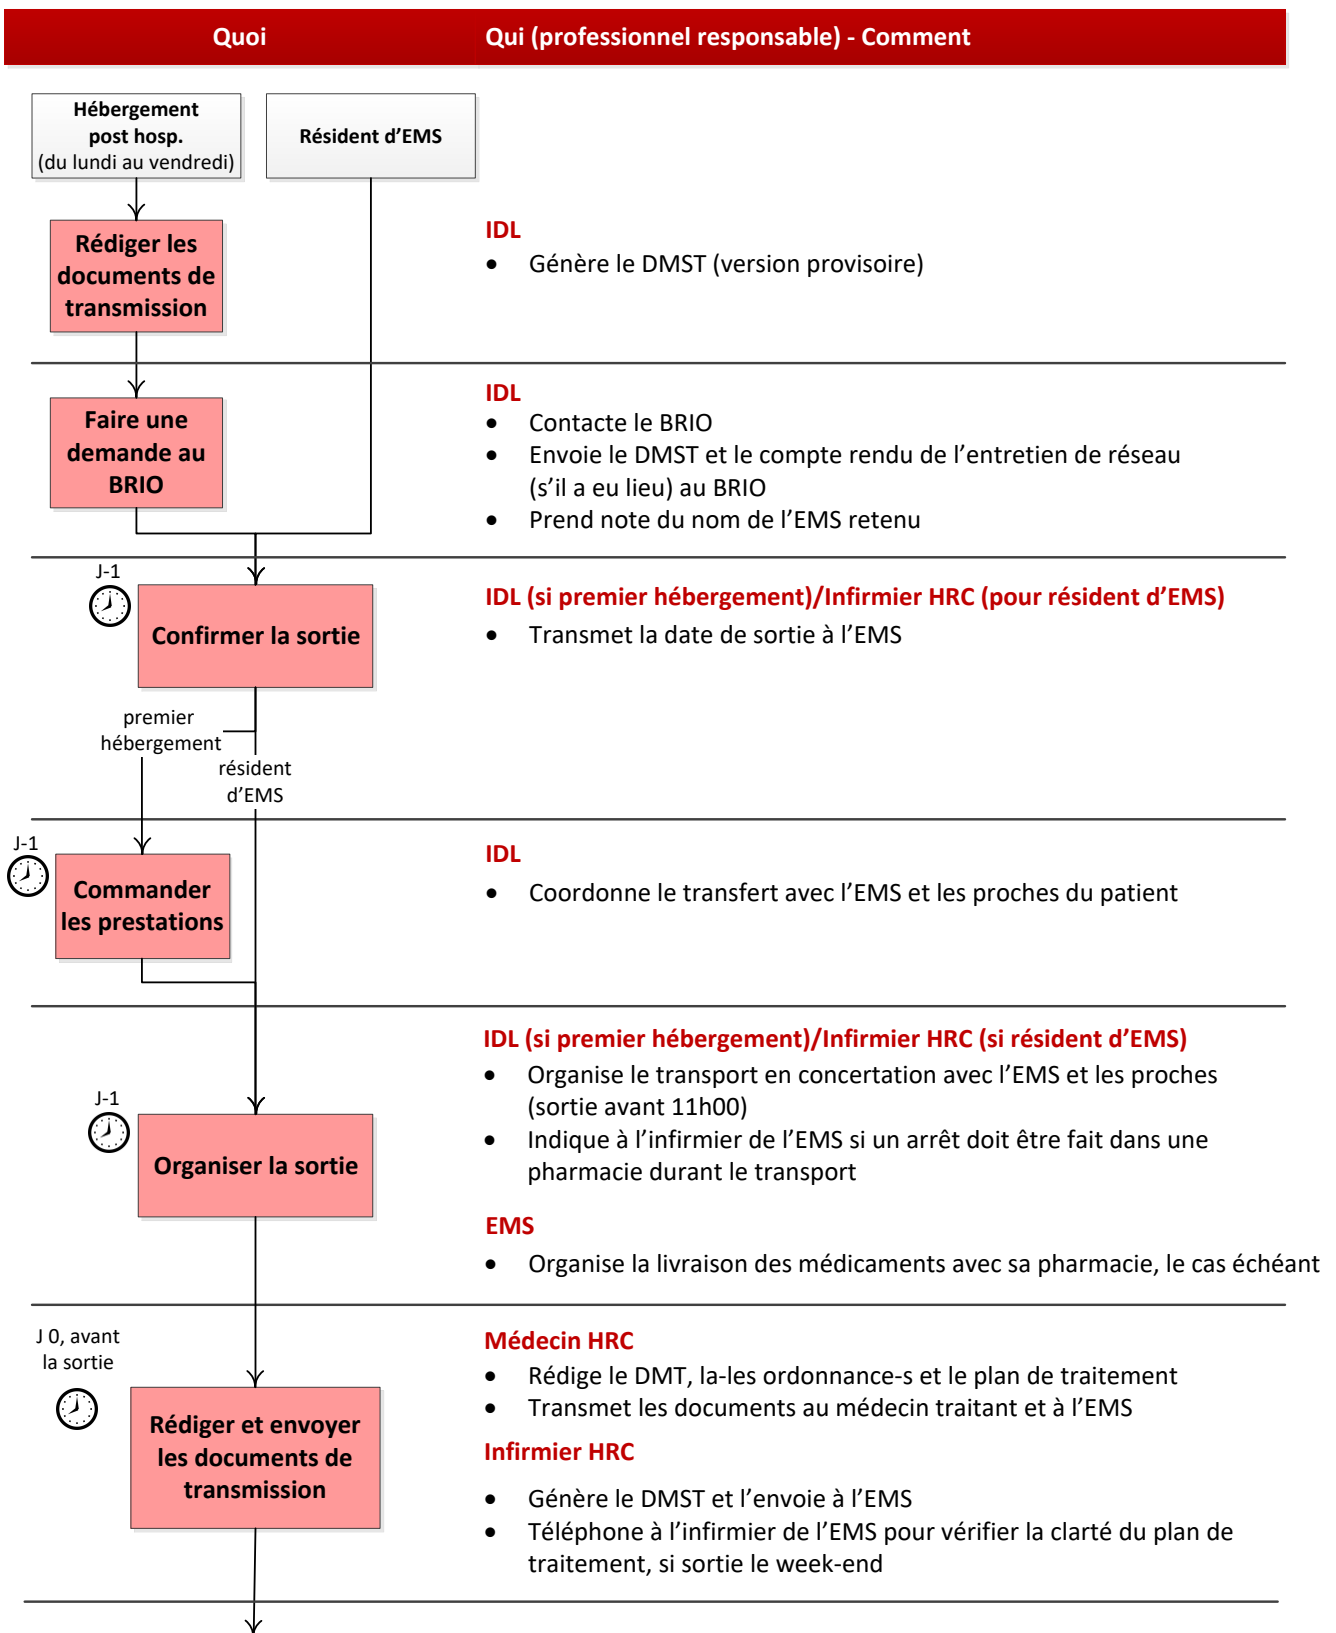 Quoi
Qui (professionnel responsable) - Comment
Hébergement
post hosp.
(du lundi au vendredi)
Résident d’EMS
Rédiger les
documents de
transmission
IDL
• Génère le DMST (version provisoire)
Faire une
demande au
BRIO
IDL
• Contacte le BRIO
• Envoie le DMST et le compte rendu de l’entretien de réseau
(s’il a eu lieu) au BRIO
• Prend note du nom de l’EMS retenu
J-1
Confirmer la sortie
IDL (si premier hébergement)/Infirmier HRC (pour résident d’EMS)
• Transmet la date de sortie à l’EMS
premier
hébergement
résident
d’EMS
J-1
Commander
les prestations
IDL
• Coordonne le transfert avec l’EMS et les proches du patient
J-1
Organiser la sortie
IDL (si premier hébergement)/Infirmier HRC (si résident d’EMS)
• Organise le transport en concertation avec l’EMS et les proches
(sortie avant 11h00)
• Indique à l’infirmier de l’EMS si un arrêt doit être fait dans une
pharmacie durant le transport
EMS
• Organise la livraison des médicaments avec sa pharmacie, le cas échéant
J 0, avant
la sortie
Rédiger et envoyer
les documents de
transmission
Médecin HRC
• Rédige le DMT, la-les ordonnance-s et le plan de traitement
• Transmet les documents au médecin traitant et à l’EMS
Infirmier HRC
• Génère le DMST et l’envoie à l’EMS
• Téléphone à l’infirmier de l’EMS pour vérifier la clarté du plan de
traitement, si sortie le week-end